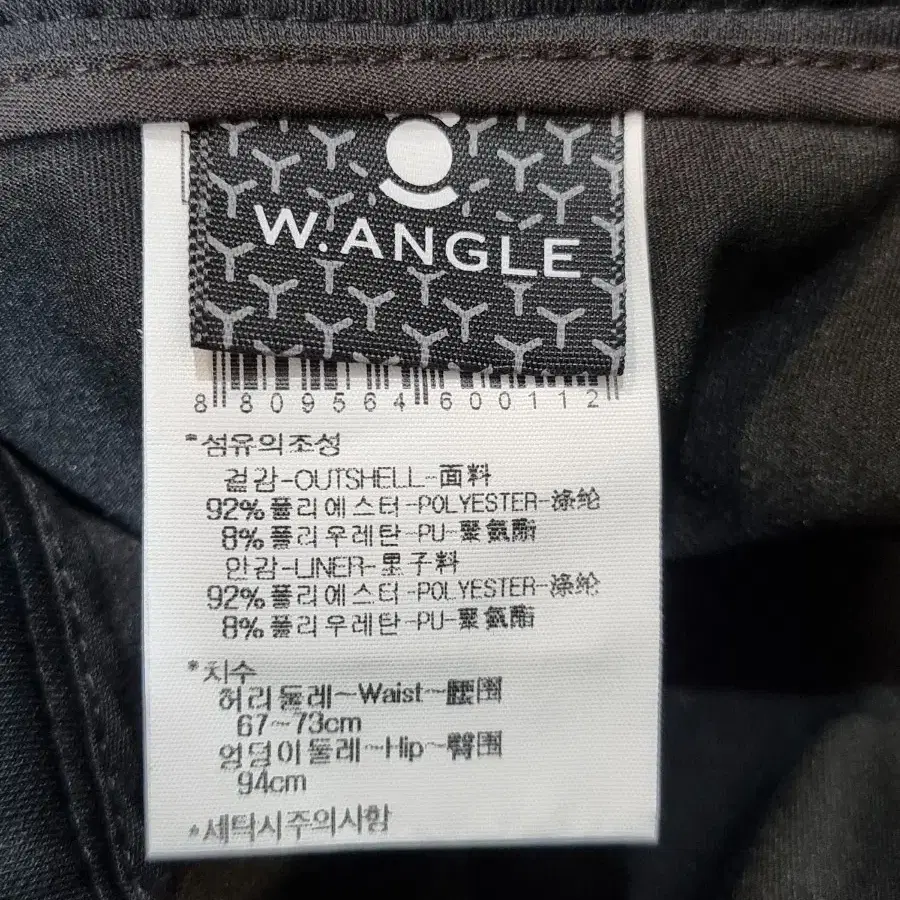 W.ANGLE
8 809564 600112
*섬유의조성
겉감-OUTSHELL-面料
92%폴리에스터-POLYESTER-涤纶
8%폴리우레탄-PU-聚氨酯
안감-LINER-里子料
92%폴리에스터-POLYESTER-涤纶
8%폴리우레탄-PU-聚氨酯
*치수
허리둘레~Waist~腰围
67~73cm
엉덩이둘레~Hip~臀围
94cm
*세탁시주의사항